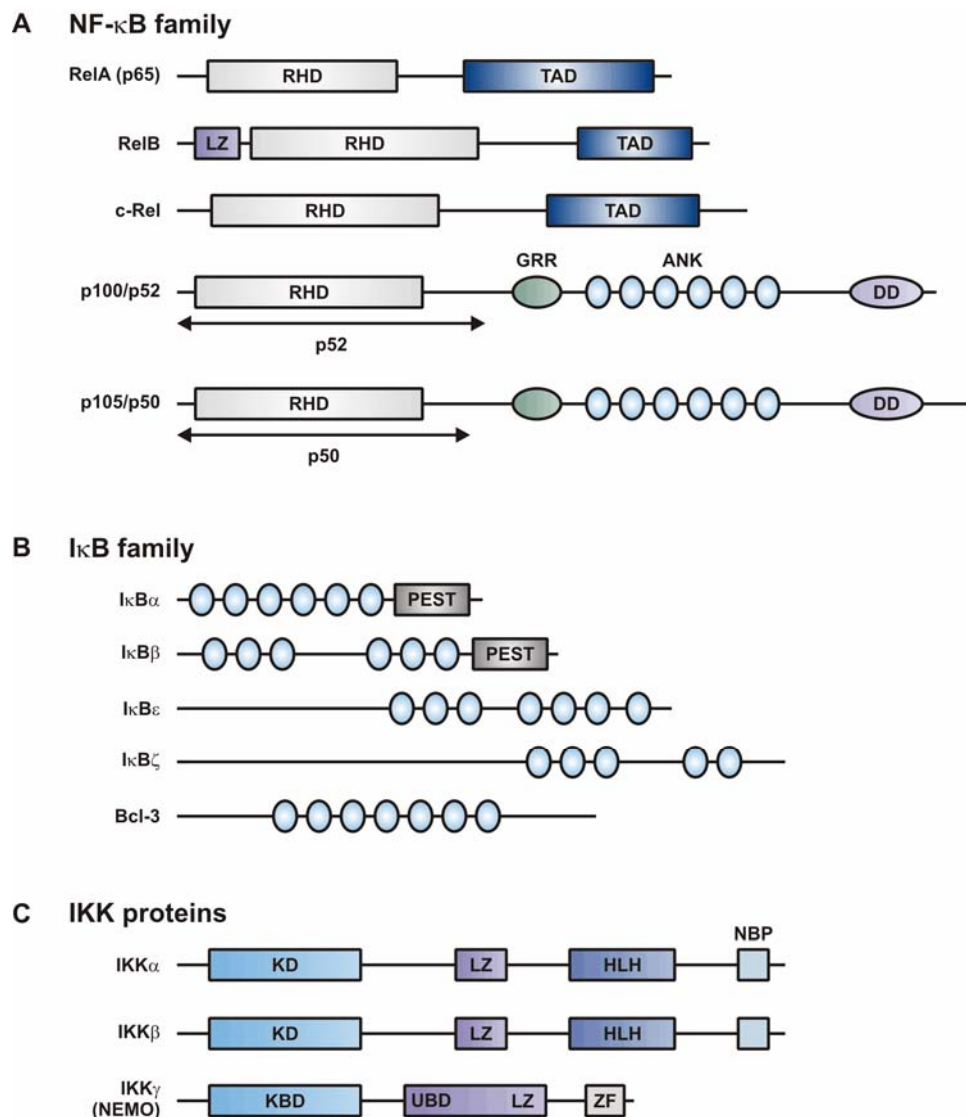 A NF-κB family
RelA (p65) RHD TAD
RelB LZ RHD TAD
c-Rel RHD TAD
GRR ANK
p100/p52 RHD DD
p52
p105/p50 RHD DD
p50
B IκB family
IκBα PEST
IκBβ PEST
IκBε
IκBζ
Bcl-3
C IKK proteins
NBP
IKKα KD LZ HLH
IKKβ KD LZ HLH
IKKγ
(NEMO) KBD UBD LZ ZF